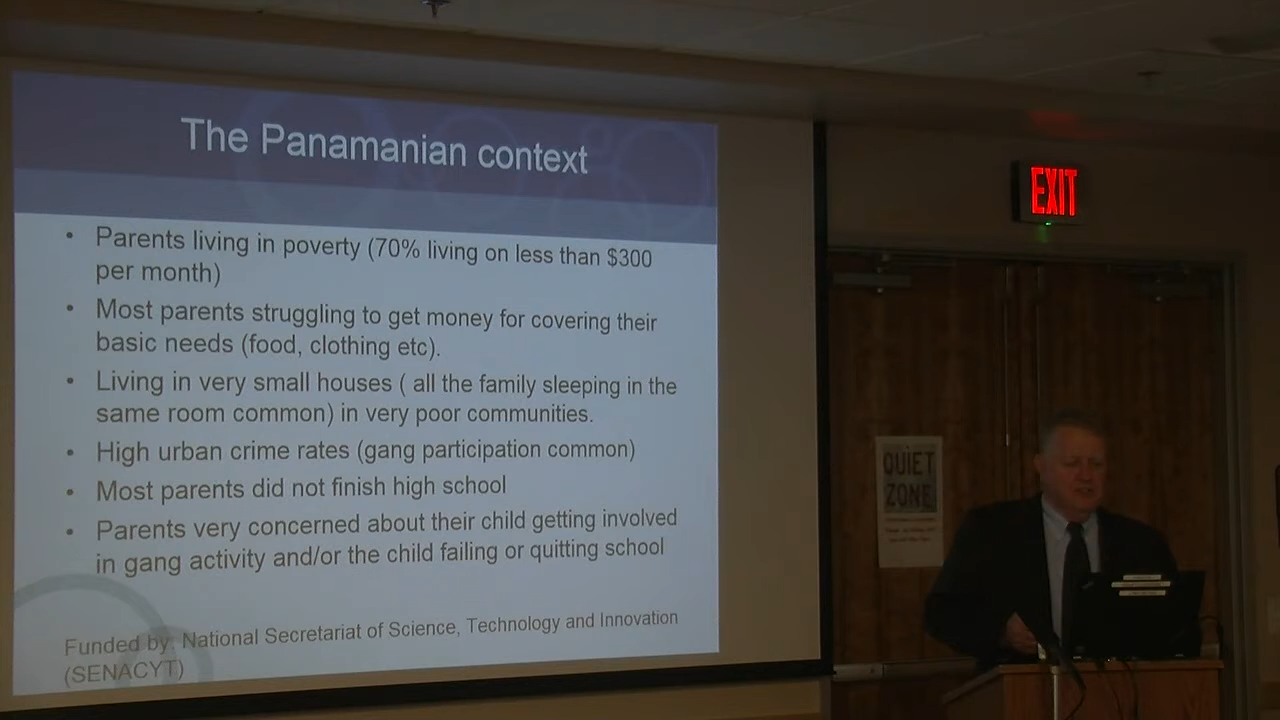 The Panamanian context
• Parents living in poverty (70% living on less than $300
per month)
• Most parents struggling to get money for covering their
basic needs (food, clothing etc).
• Living in very small houses ( all the family sleeping in the
same room common) in very poor communities.
• High urban crime rates (gang participation common)
• Most parents did not finish high school
• Parents very concerned about their child getting involved
in gang activity and/or the child failing or quitting school
Funded by: National Secretariat of Science, Technology and Innovation
(SENACYT)
EXIT
QUIET
ZONE